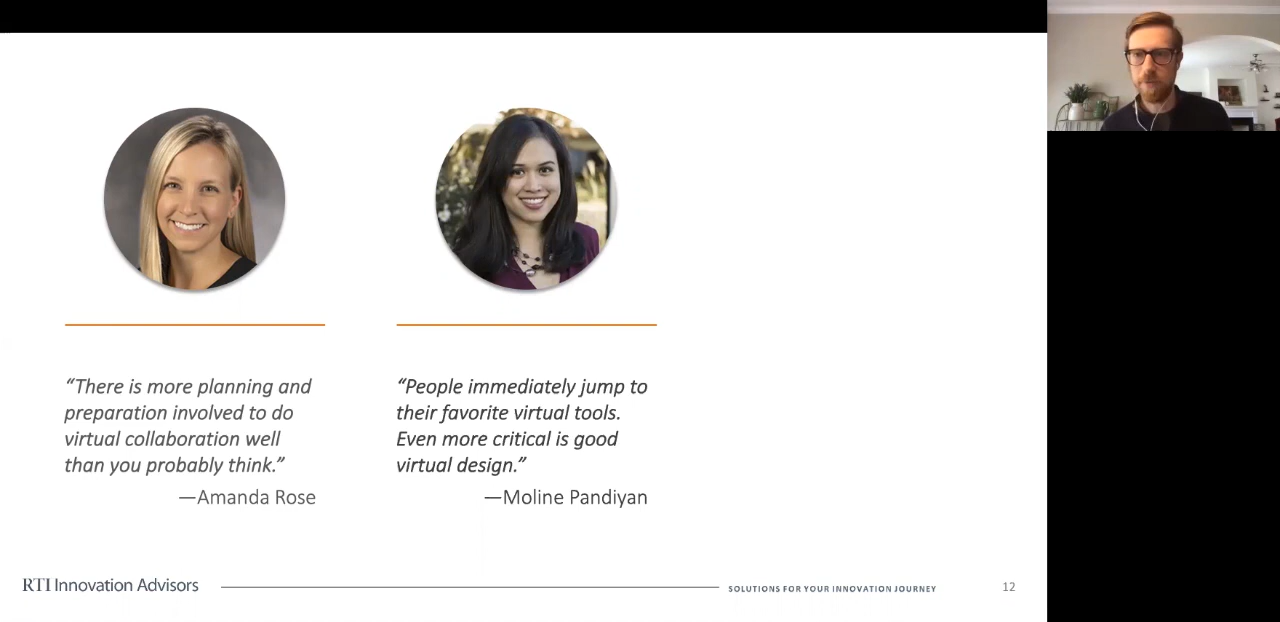 “There is more planning and
preparation involved to do
virtual collaboration well
than you probably think.”
—Amanda Rose
“People immediately jump to
their favorite virtual tools.
Even more critical is good
virtual design.”
—Moline Pandiyan
RTI Innovation Advisors
SOLUTIONS FOR YOUR INNOVATION JOURNEY
12